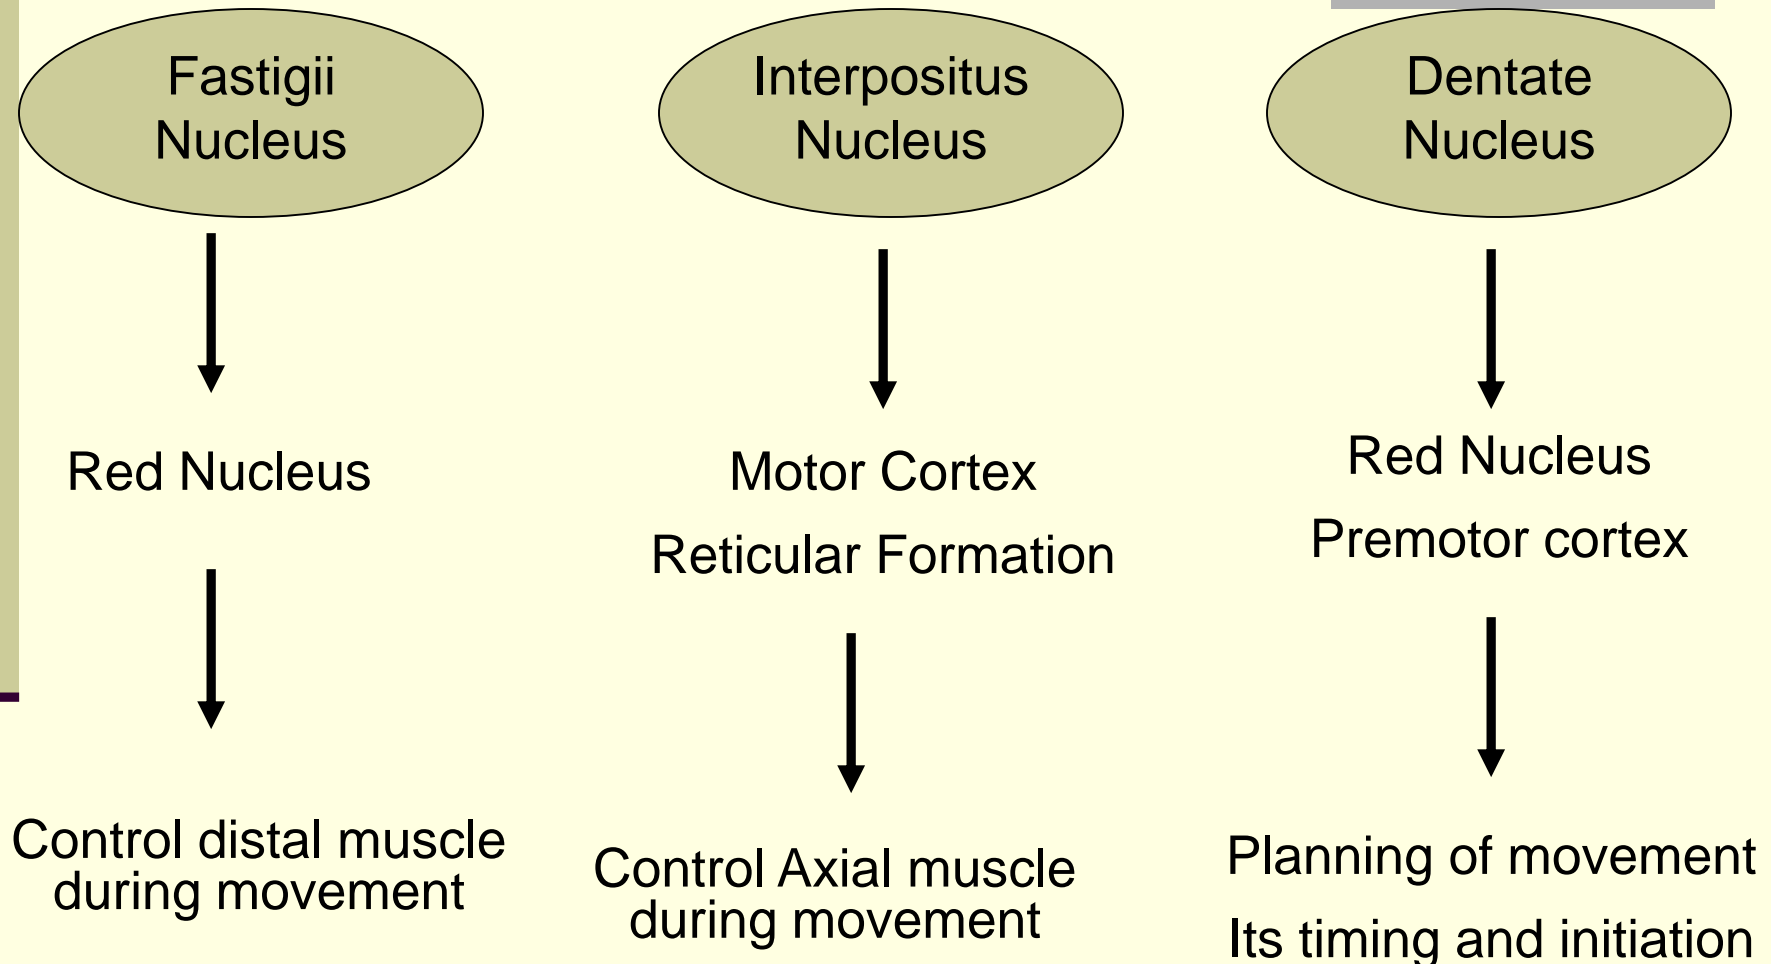 Fastigii
Nucleus
Red Nucleus
Control distal muscle
during movement
Interpositus
Nucleus
Motor Cortex
Reticular Formation
Control Axial muscle
during movement
Dentate
Nucleus
Red Nucleus
Premotor cortex
Planning of movement
Its timing and initiation